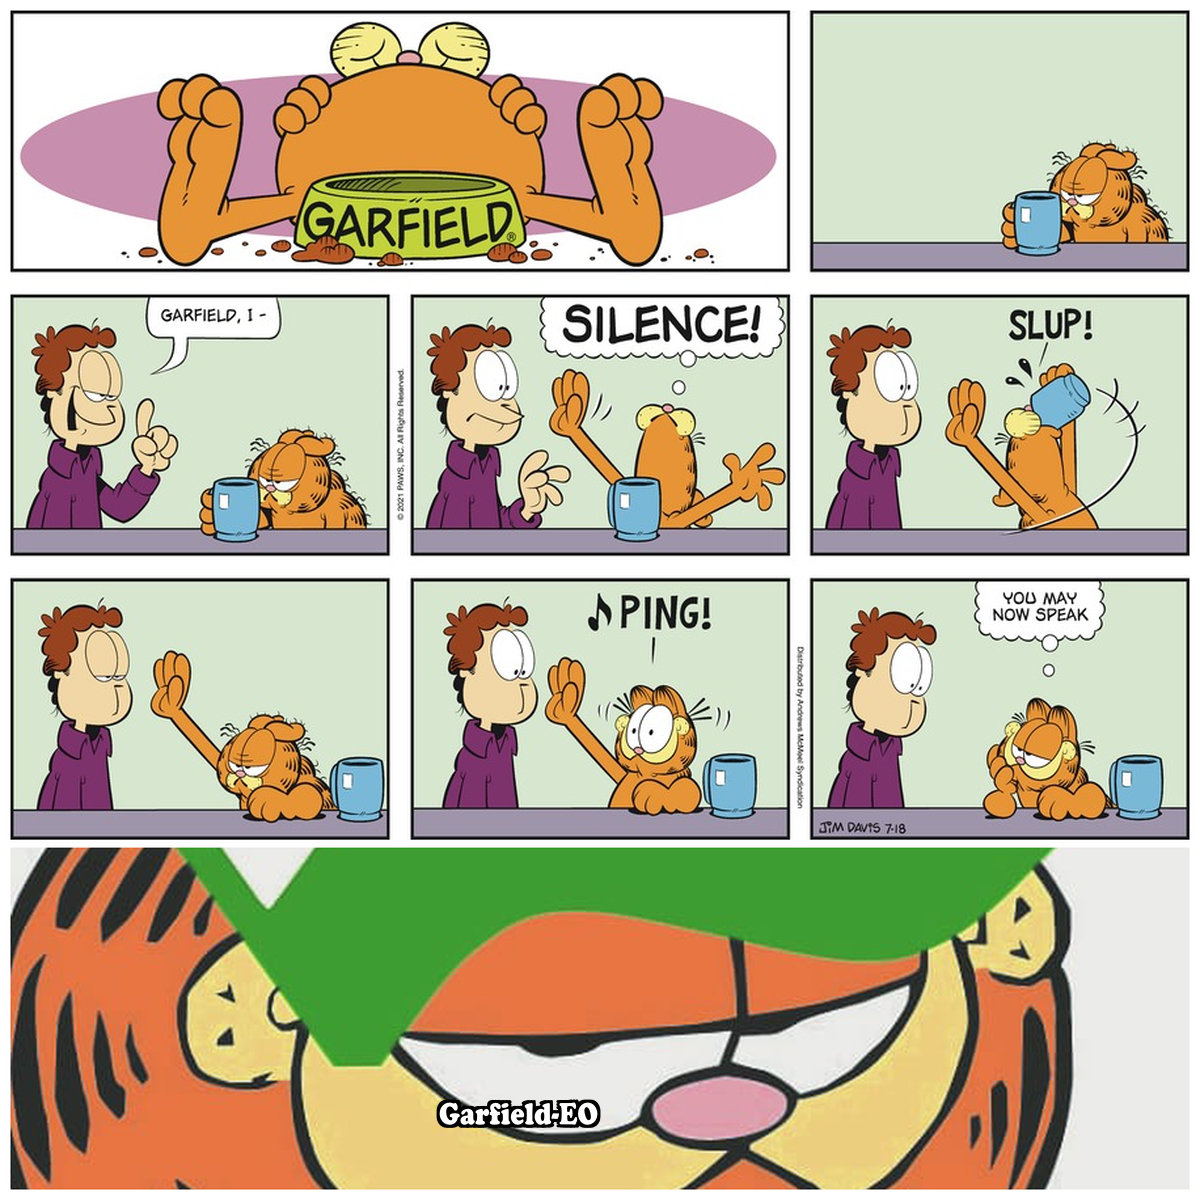 GARFIELD®
GARFIELD, I -
© 2021 PAWS, INC. All Rights Reserved.
SILENCE!
SLUP!
♪ PING!
Distributed by Andrews McMeel Syndication
YOU MAY
NOW SPEAK
JIM DAVIS 7-18
Garfield-EO